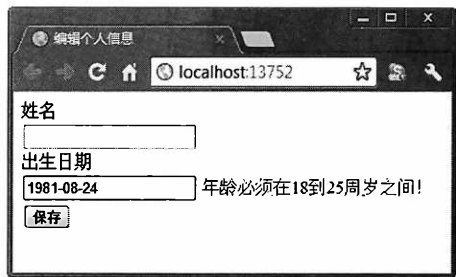 编辑个人信息
localhost:13752
姓名
出生日期
1981-08-24 年龄必须在18到25周岁之间!
保存